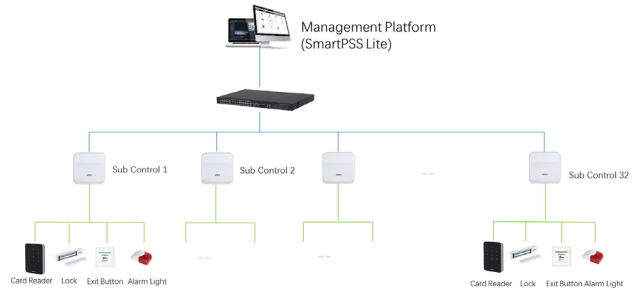 Management Platform
(SmartPSS Lite)
Sub Control 1
Sub Control 2
... ...
Sub Control 32
... ...
... ...
Card Reader Lock Exit Button Alarm Light
Card Reader Lock Exit Button Alarm Light